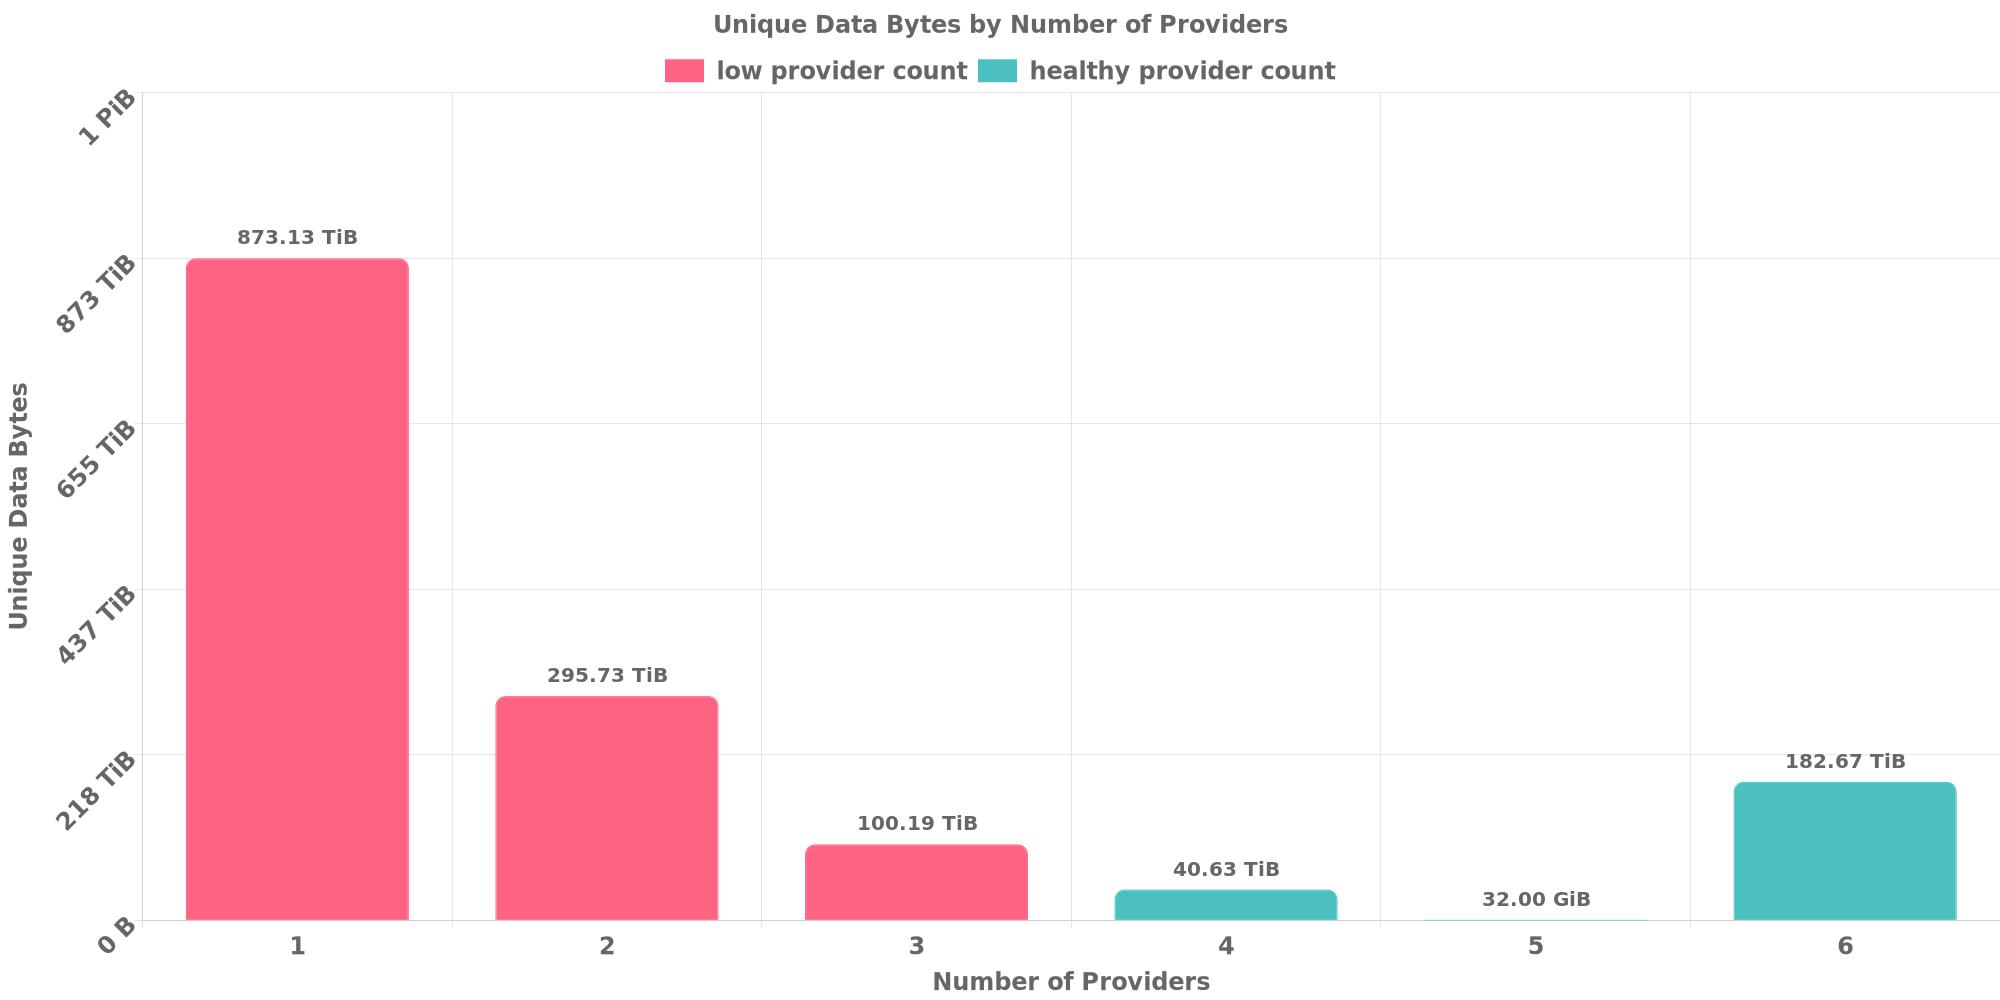 Unique Data Bytes by Number of Providers
low provider count healthy provider count
1 PiB
873 TiB
655 TiB
437 TiB
218 TiB
0 B
Unique Data Bytes
873.13 TiB
295.73 TiB
100.19 TiB
40.63 TiB
32.00 GiB
182.67 TiB
1 2 3 4 5 6
Number of Providers